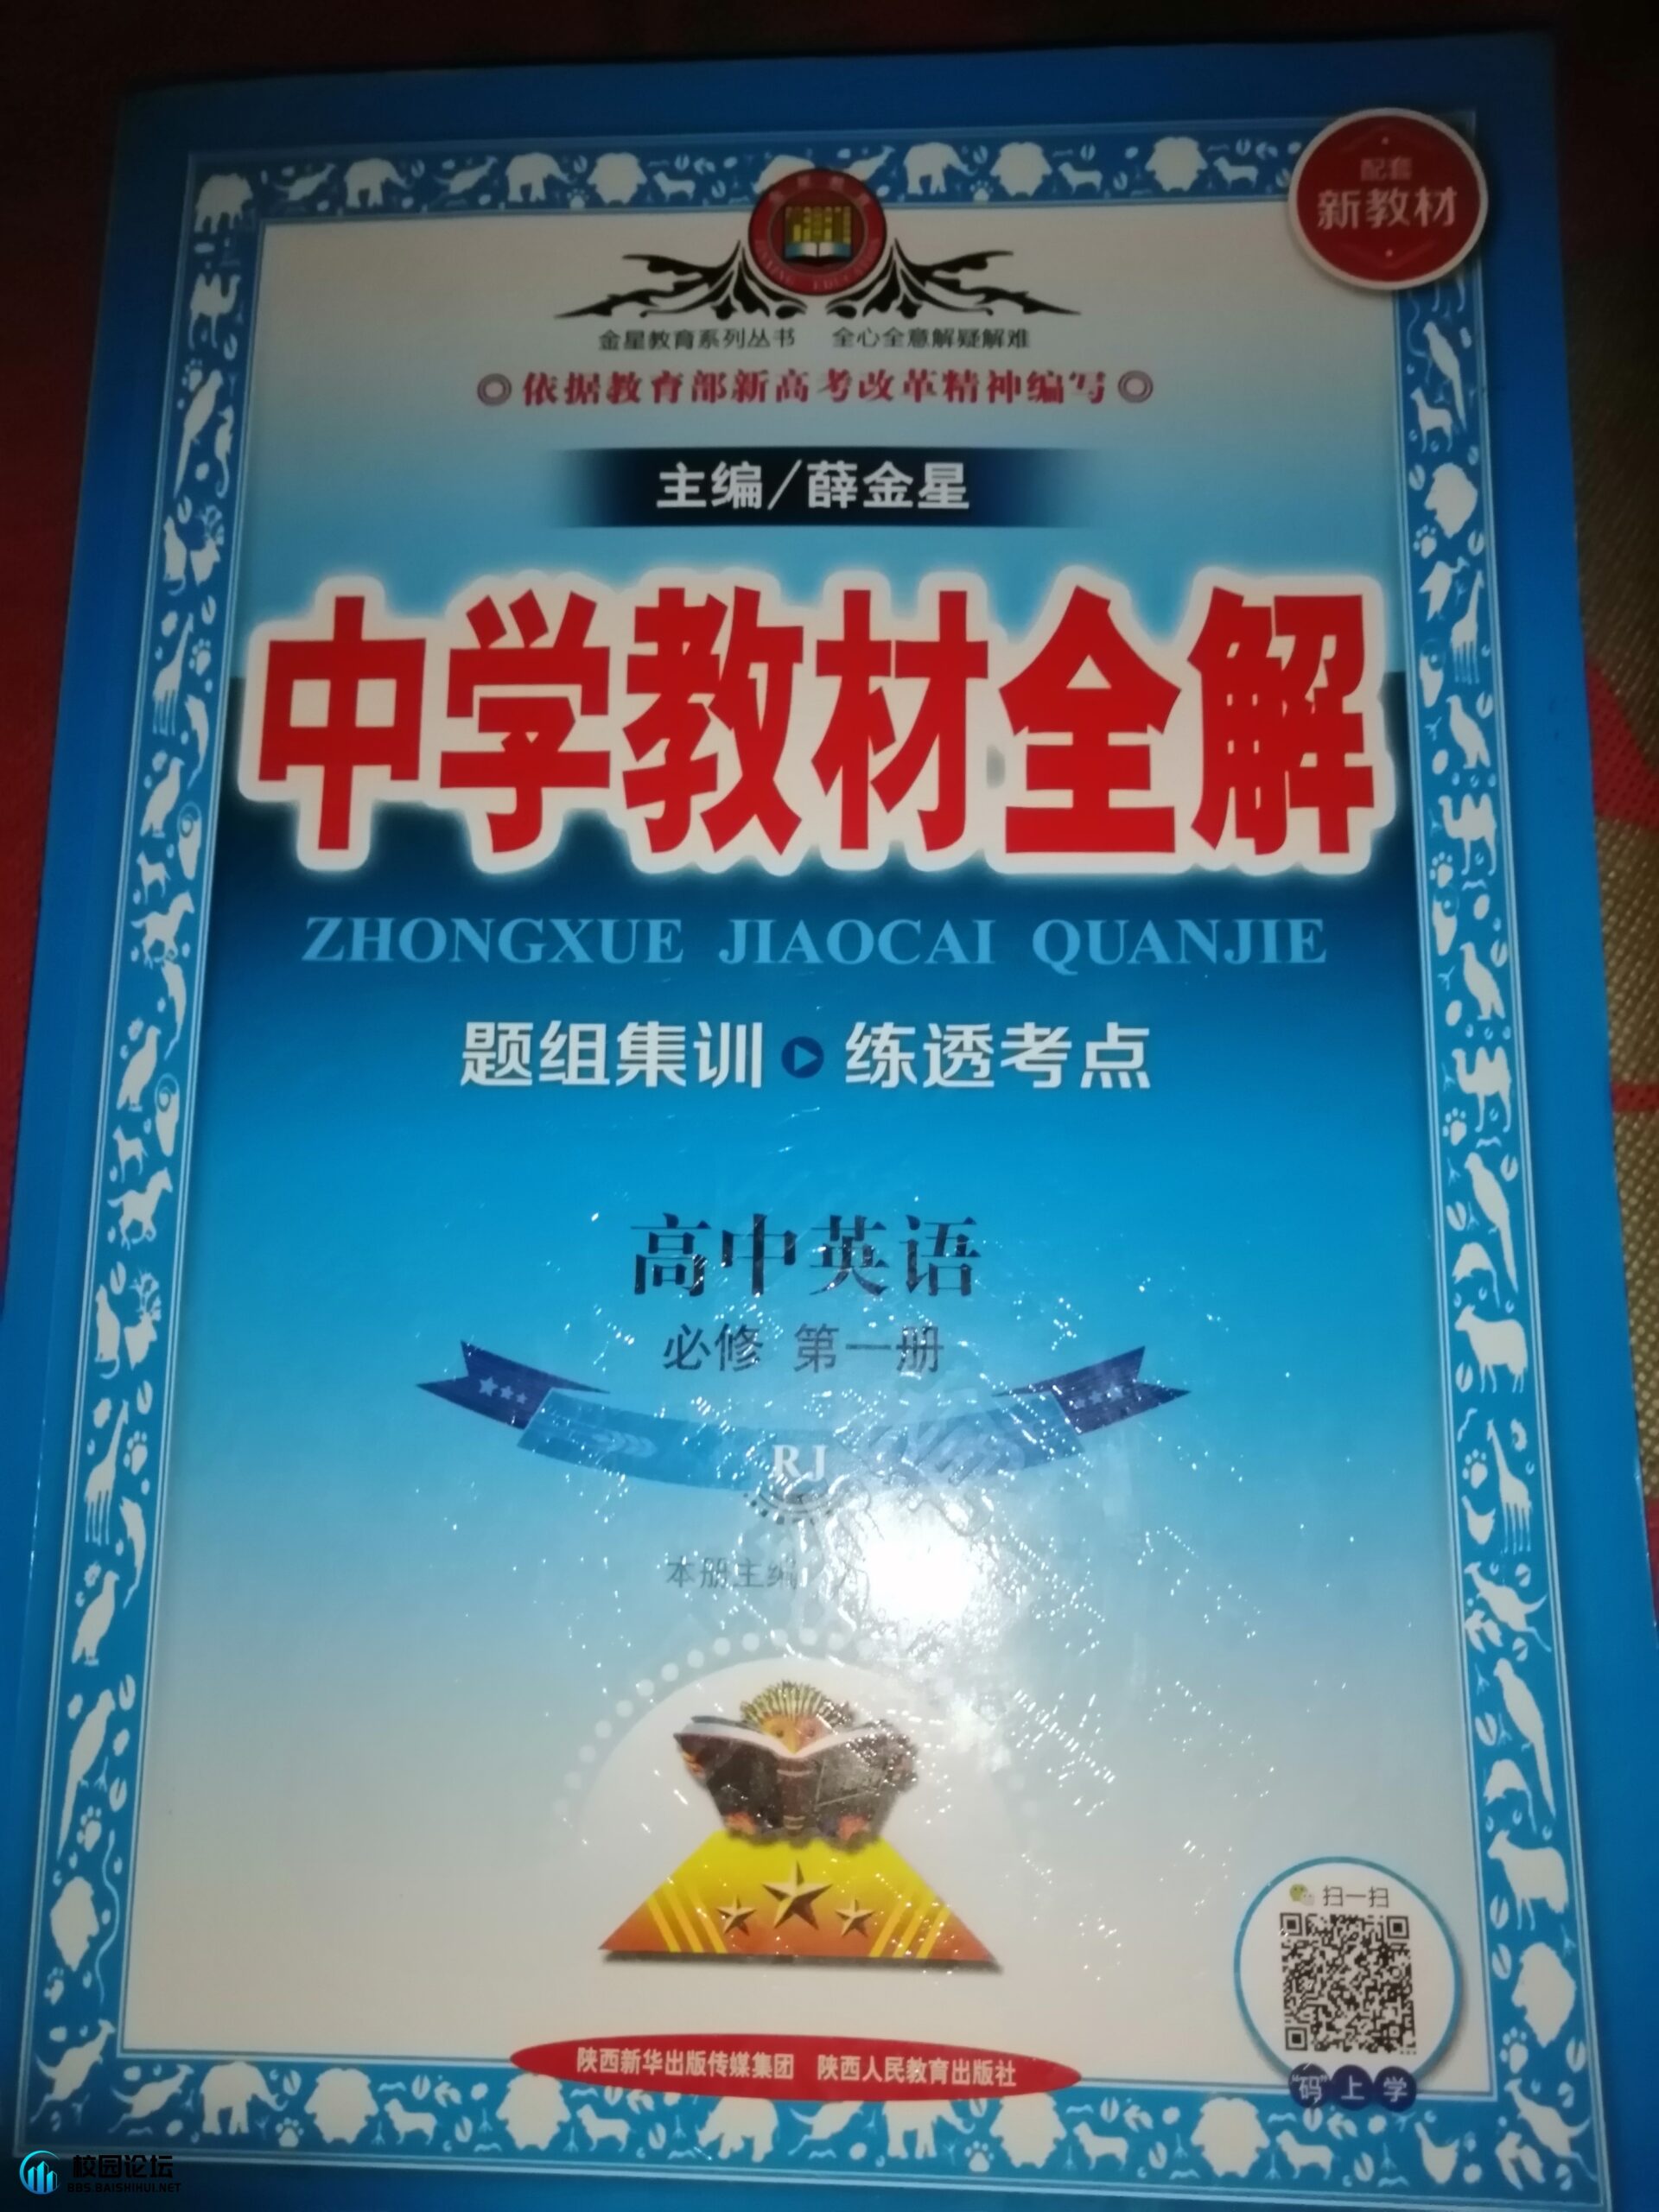 配套
新教材
金星教育系列丛书 全心全意解疑解难
依据教育部新高考改革精神编写
主编/薛金星
中学教材全解
ZHONGXUE JIAOCAI QUANJIE
题组集训 练透考点
高中英语
必修 第一册
RJ
本册主编
扫一扫
陕西新华出版传媒集团 陕西人民教育出版社
"码"上学
校园论坛
BBS.BAISHIHUI.NET